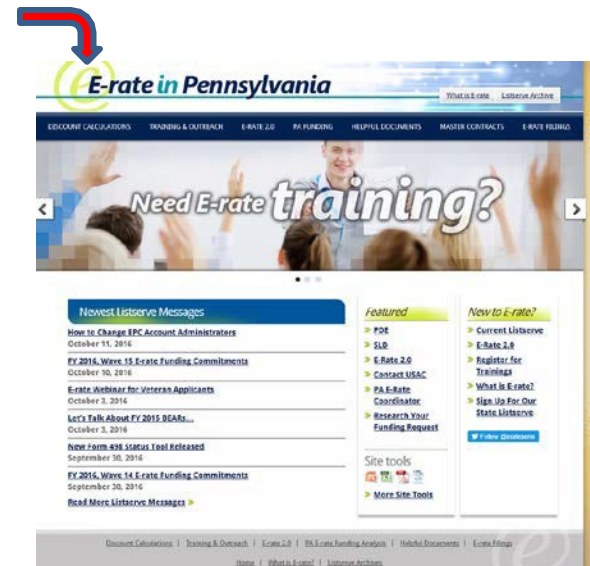 E-rate in Pennsylvania
What is E-rate Listserve Archive
DISCOUNT CALCULATIONS TRAINING & OUTREACH E-RATE 2.0 PA FUNDING HELPFUL DOCUMENTS MASTER CONTRACTS E-RATE FILINGS
Need E-rate training?
Newest Listserve Messages
How to Change EPC Account Administrators
October 11, 2016
FY 2016, Wave 15 E-rate Funding Commitments
October 10, 2016
E-rate Webinar for Veteran Applicants
October 3, 2016
Let's Talk About FY 2015 BEARs...
October 3, 2016
New Form 498 Status Tool Released
September 30, 2016
FY 2016, Wave 14 E-rate Funding Commitments
September 30, 2016
Read More Listserve Messages »
Featured
» PDE
» SLD
» E-Rate 2.0
» Contact USAC
» PA E-Rate
Coordinator
» Research Your
Funding Request
Site tools
» More Site Tools
New to E-rate?
» Current Listserve
» E-Rate 2.0
» Register for
Trainings
» What is E-rate?
» Sign Up For Our
State Listserve
Follow
Discount Calculations | Training & Outreach | E-rate 2.0 | PA E-rate Funding Analysis | Helpful Documents | E-rate Filings
Home | What is E-rate? | Listserve Archives